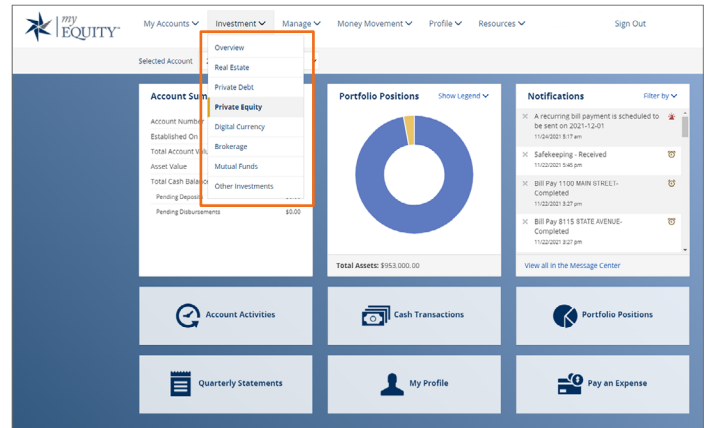 my
EQUITY
My Accounts
Investment
Manage
Money Movement
Profile
Resources
Sign Out
Selected Account
Overview
Real Estate
Private Debt
Private Equity
Digital Currency
Brokerage
Mutual Funds
Other Investments
Account Sum
Account Number
Established On
Total Account Valu
Asset Value
Total Cash Balance
Pending Deposit
Pending Disbursements $0.00
Portfolio Positions Show Legend
Total Assets: $953.000.00
Notifications Filter by
A recurring bill payment is scheduled to
be sent on 2021-12-01
11/24/2021 5:17 am
Safekeeping - Received
11/22/2021 5:45 pm
Bill Pay 1100 MAIN STREET-
Completed
11/22/2021 3:27 pm
Bill Pay 8115 STATE AVENUE-
Completed
11/22/2021 3:27 pm
View all in the Message Center
Account Activities
Cash Transactions
Portfolio Positions
Quarterly Statements
My Profile
Pay an Expense